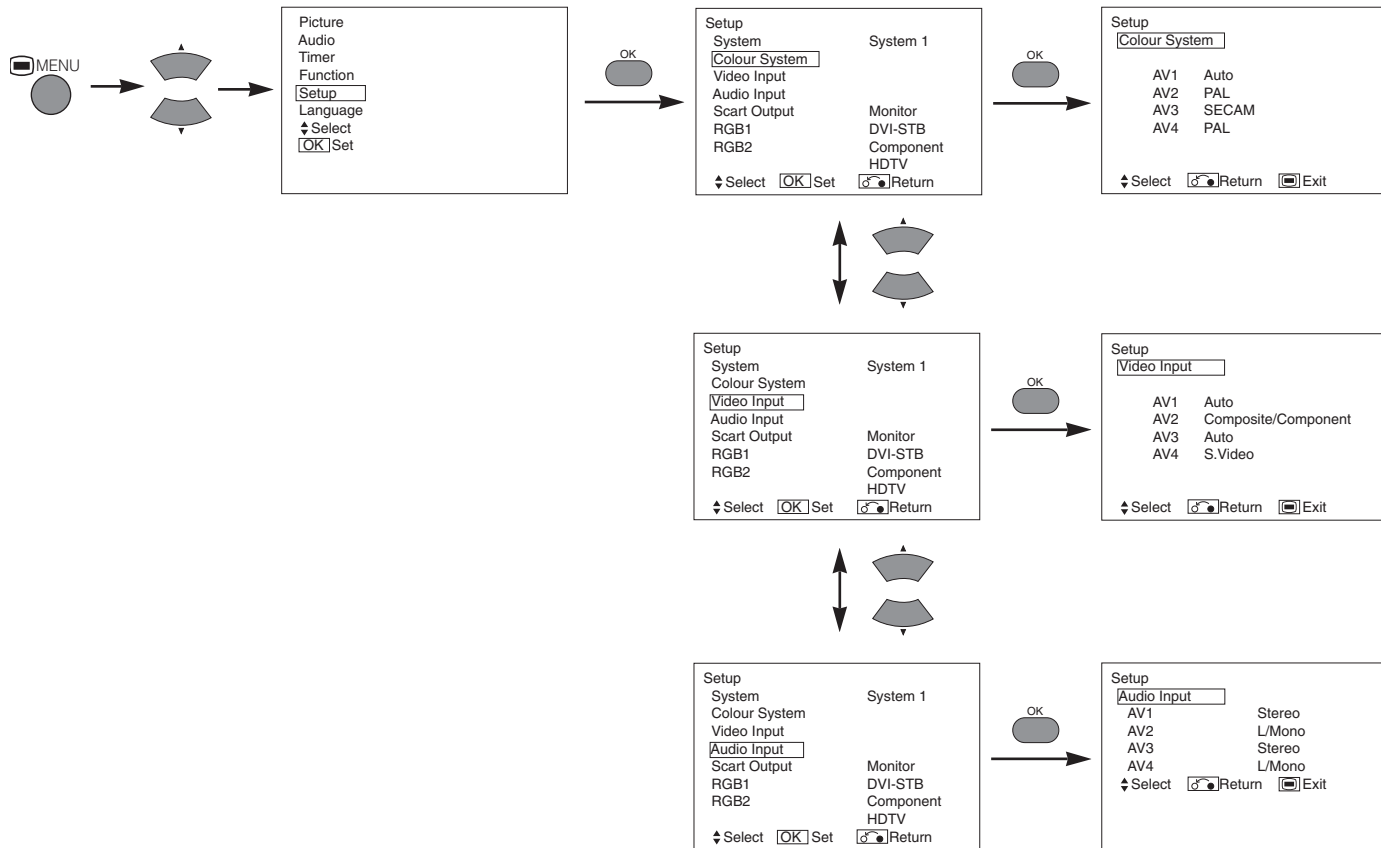 MENU
Picture
Audio
Timer
Function
Setup
Language
Select
OK Set
OK
Setup
System System 1
Colour System
Video Input
Audio Input
Scart Output Monitor
RGB1 DVI-STB
RGB2 Component
HDTV
Select OK Set Return
OK
Setup
Colour System
AV1 Auto
AV2 PAL
AV3 SECAM
AV4 PAL
Select Return Exit
Setup
System System 1
Colour System
Video Input
Audio Input
Scart Output Monitor
RGB1 DVI-STB
RGB2 Component
HDTV
Select OK Set Return
OK
Setup
Video Input
AV1 Auto
AV2 Composite/Component
AV3 Auto
AV4 S.Video
Select Return Exit
Setup
System System 1
Colour System
Video Input
Audio Input
Scart Output Monitor
RGB1 DVI-STB
RGB2 Component
HDTV
Select OK Set Return
OK
Setup
Audio Input
AV1 Stereo
AV2 L/Mono
AV3 Stereo
AV4 L/Mono
Select Return Exit